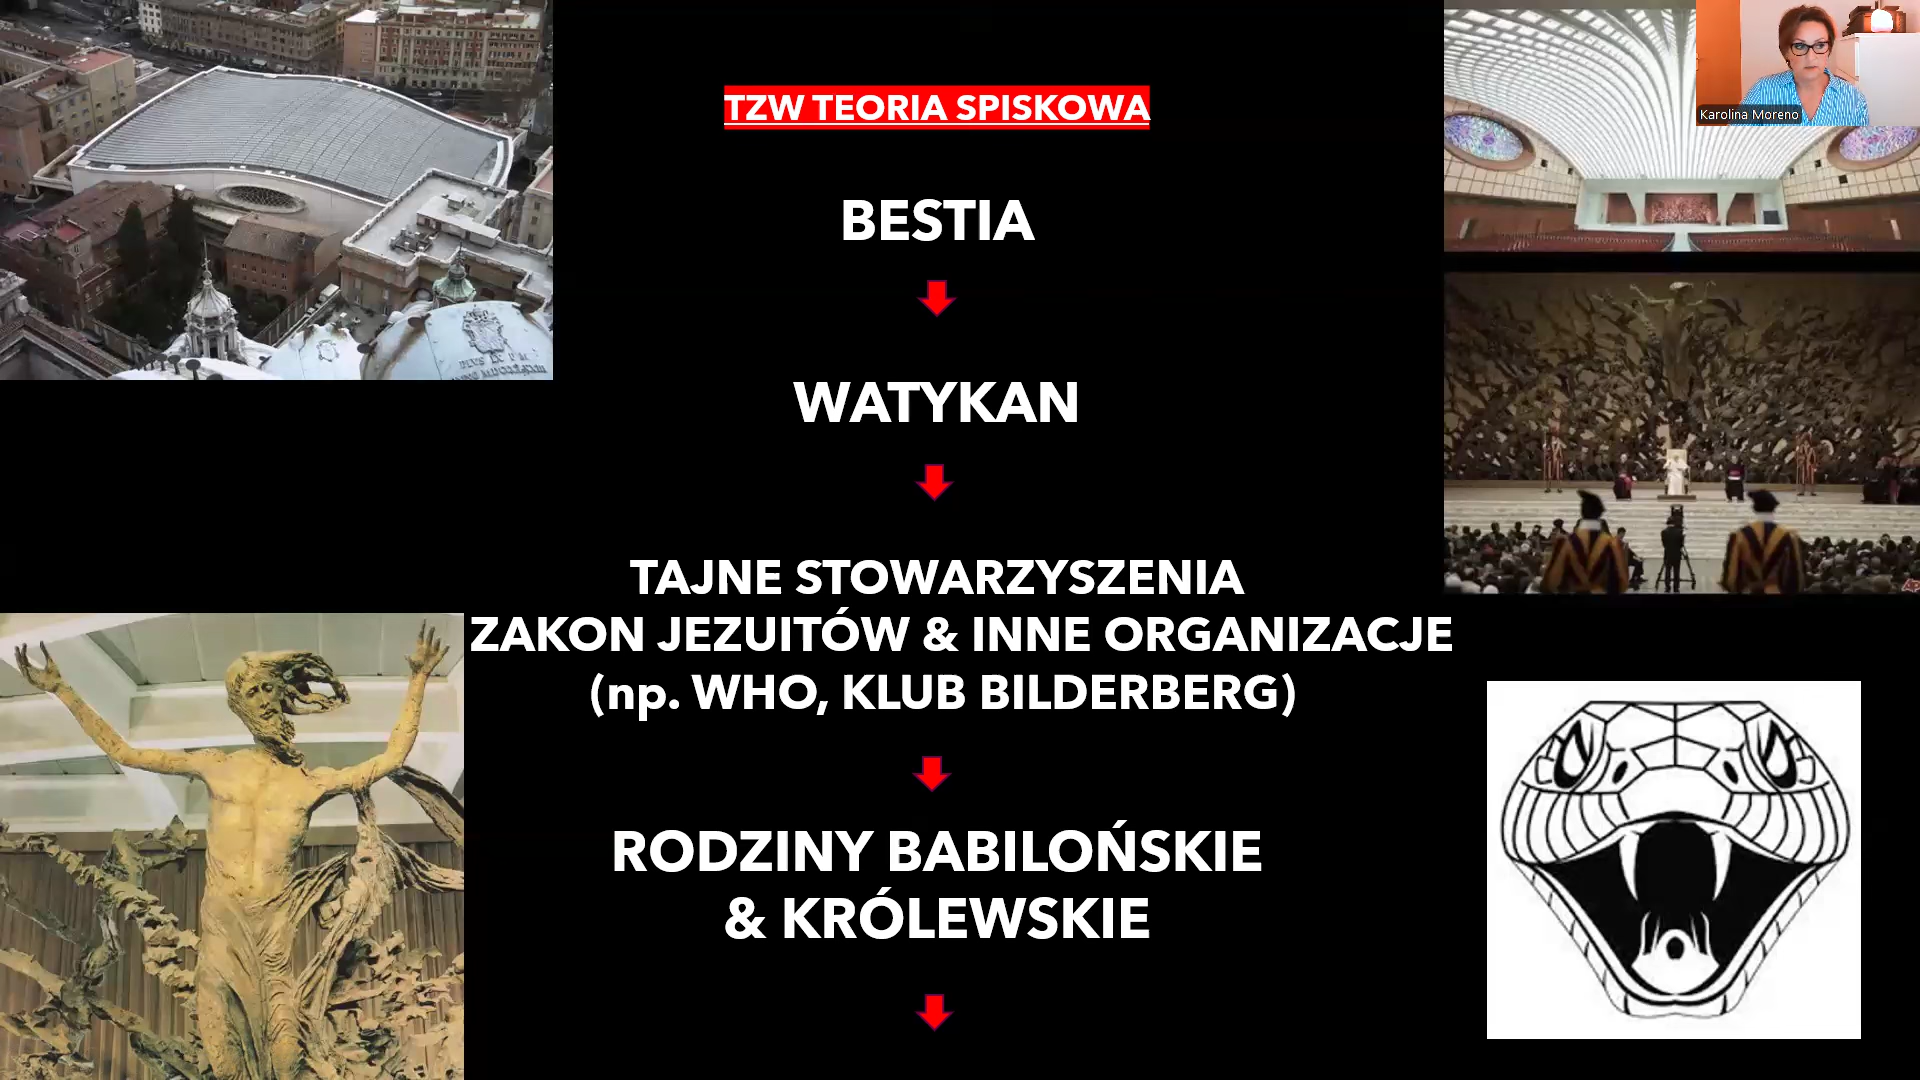 TZW TEORIA SPISKOWA
Karolina Moreno
BESTIA
WATYKAN
TAJNE STOWARZYSZENIA
ZAKON JEZUITÓW & INNE ORGANIZACJE
(np. WHO, KLUB BILDERBERG)
RODZINY BABILOŃSKIE
& KRÓLEWSKIE